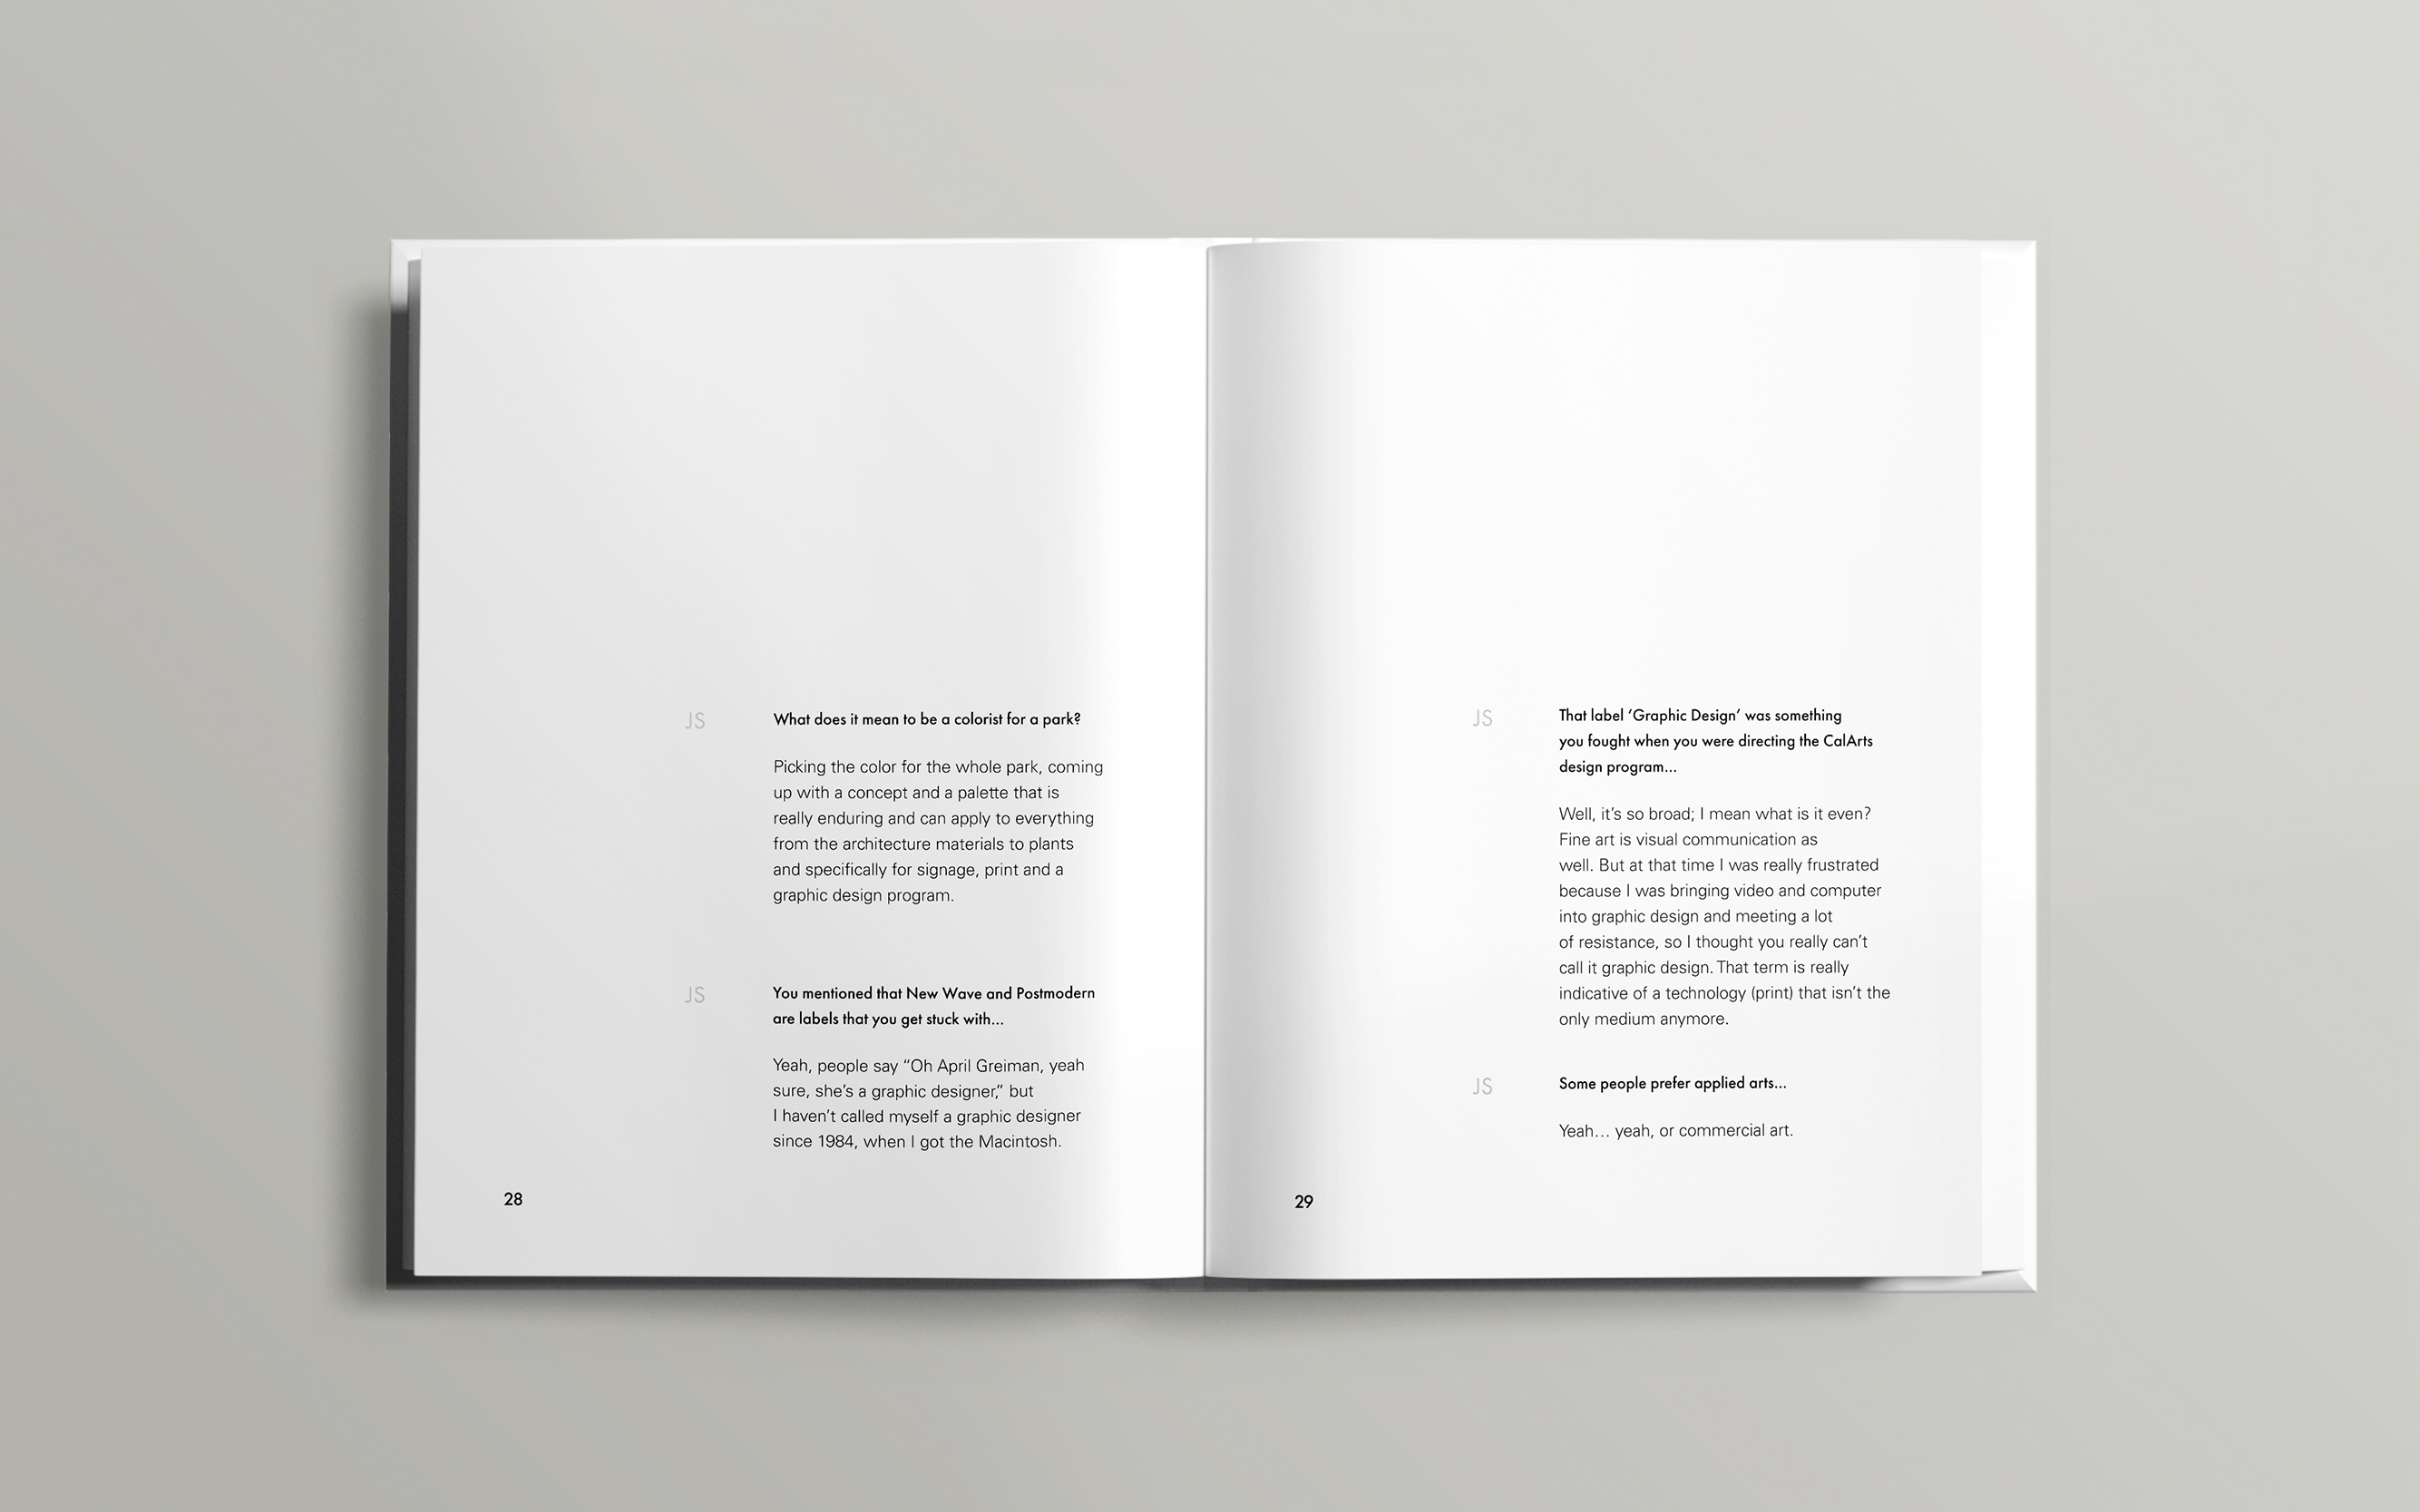 JS What does it mean to be a colorist for a park?
Picking the color for the whole park, coming
up with a concept and a palette that is
really enduring and can apply to everything
from the architecture materials to plants
and specifically for signage, print and a
graphic design program.
JS You mentioned that New Wave and Postmodern
are labels that you get stuck with...
Yeah, people say “Oh April Greiman, yeah
sure, she’s a graphic designer,” but
I haven’t called myself a graphic designer
since 1984, when I got the Macintosh.
28
JS That label ‘Graphic Design’ was something
you fought when you were directing the CalArts
design program...
Well, it’s so broad; I mean what is it even?
Fine art is visual communication as
well. But at that time I was really frustrated
because I was bringing video and computer
into graphic design and meeting a lot
of resistance, so I thought you really can’t
call it graphic design. That term is really
indicative of a technology (print) that isn’t the
only medium anymore.
JS Some people prefer applied arts...
Yeah... yeah, or commercial art.
29